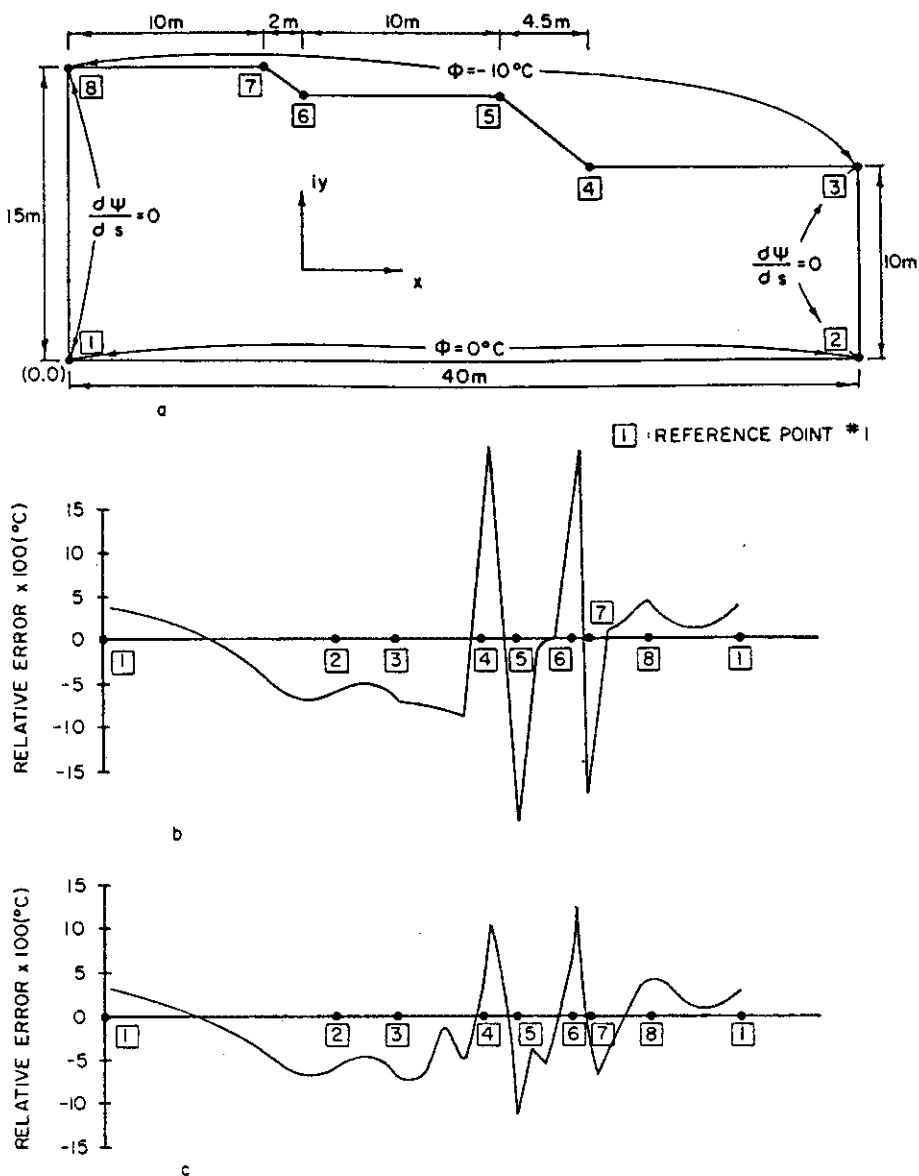 10m 2m 10m 4.5m
ϕ=-10°C
8 7 6 5 4 3
15m
dψ/ds=0
iy
x
dψ/ds=0
10m
1 2
ϕ=0°C
(0.0)
40m
a
1 : REFERENCE POINT #1
RELATIVE ERROR x 100(°C)
15
10
5
0
-5
-10
-15
1 2 3 4 5 6 7 8 1
b
RELATIVE ERROR x 100(°C)
15
10
5
0
-5
-10
-15
1 2 3 4 5 6 7 8 1
c